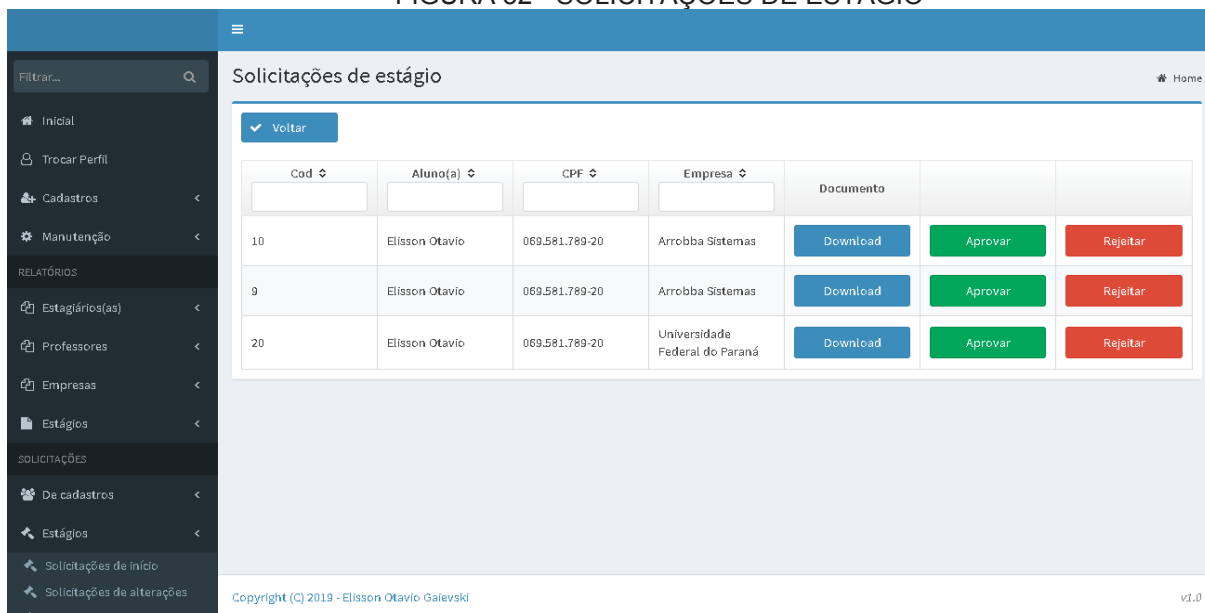 Solicitações de estágio
Home
Filtrar...
Inicial
Trocar Perfil
Cadastros
Manutenção
RELATÓRIOS
Estagiários(as)
Professores
Empresas
Estágios
SOLICITAÇÕES
De cadastros
Estágios
Solicitações de início
Solicitações de alterações
Voltar
Cod Aluno(a) CPF Empresa Documento
10 Elisson Otavio 069.581.789-20 Arrobba Sistemas Download Aprovar Rejeitar
9 Elisson Otavio 069.581.789-20 Arrobba Sistemas Download Aprovar Rejeitar
20 Elisson Otavio 069.581.789-20 Universidade Federal do Paraná Download Aprovar Rejeitar
Copyright (C) 2019 - Elisson Otavio Gaievski
v1.0